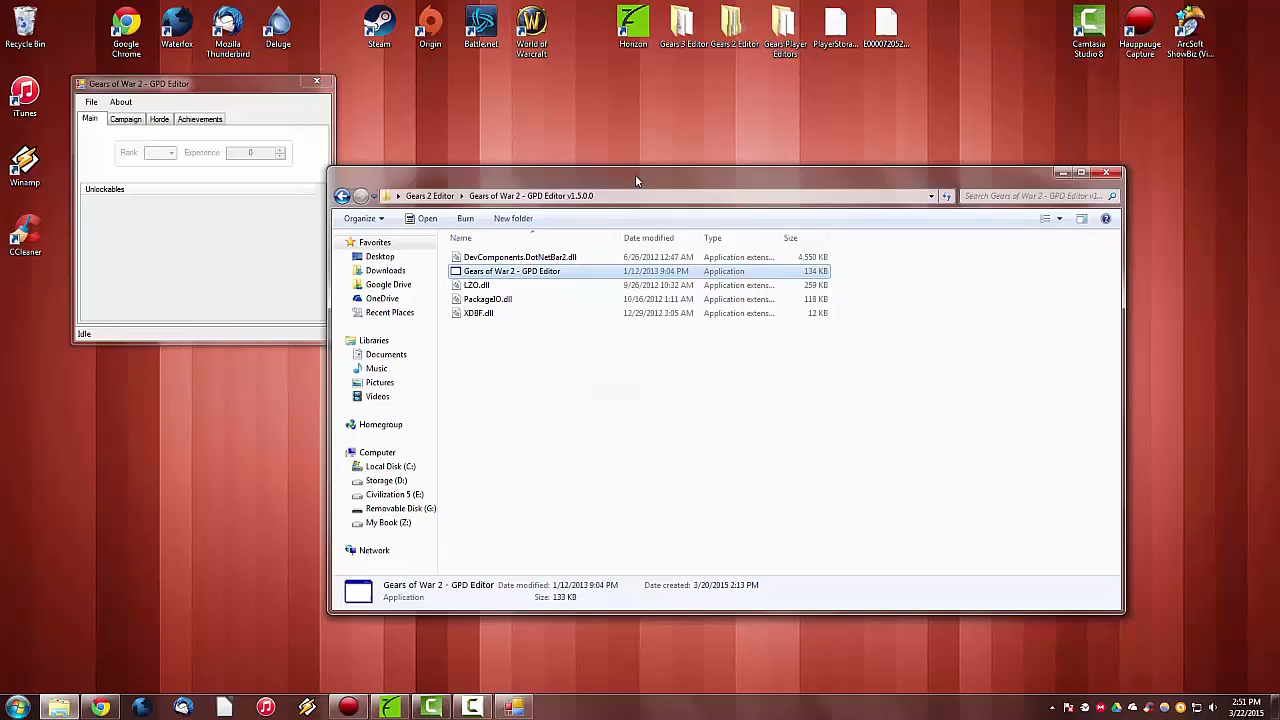 Recycle Bin
Google Chrome
Waterfox
Mozilla Thunderbird
Deluge
Steam
Origin
Battlenet
World of Warcraft
Horizon
Gears 3 Editor
Gears 2 Editor
Gears Player Editors
PlayerStora...
E000072052...
Camtasia Studio 8
Hauppauge Capture
ArcSoft ShowBiz (Vi...
iTunes
Winamp
CCleaner
Gears of War 2 - GPD Editor
File About
Main Campaign Horde Achievements
Rank Experience 0
Unlockables
Idle
Gears 2 Editor Gears of War 2 - GPD Editor v1.5.0.0 Search Gears of War 2 - GPD Editor v1...
Organize Open Burn New folder
Name Date modified Type Size
DevComponents.DotNetBar2.dll 6/26/2012 12:47 AM Application extens... 4,550 KB
Gears of War 2 - GPD Editor 1/12/2013 9:04 PM Application 134 KB
LZO.dll 9/26/2012 10:32 AM Application extens... 259 KB
PackageIO.dll 10/16/2012 1:11 AM Application extens... 118 KB
XDBF.dll 12/29/2012 3:05 AM Application extens... 12 KB
Favorites
Desktop
Downloads
Google Drive
OneDrive
Recent Places
Libraries
Documents
Music
Pictures
Videos
Homegroup
Computer
Local Disk (C:)
Storage (D:)
Civilization 5 (E:)
Removable Disk (G:)
My Book (Z:)
Network
Gears of War 2 - GPD Editor Date modified: 1/12/2013 9:04 PM Date created: 3/20/2015 2:13 PM
Application Size: 133 KB
2:51 PM
3/22/2015